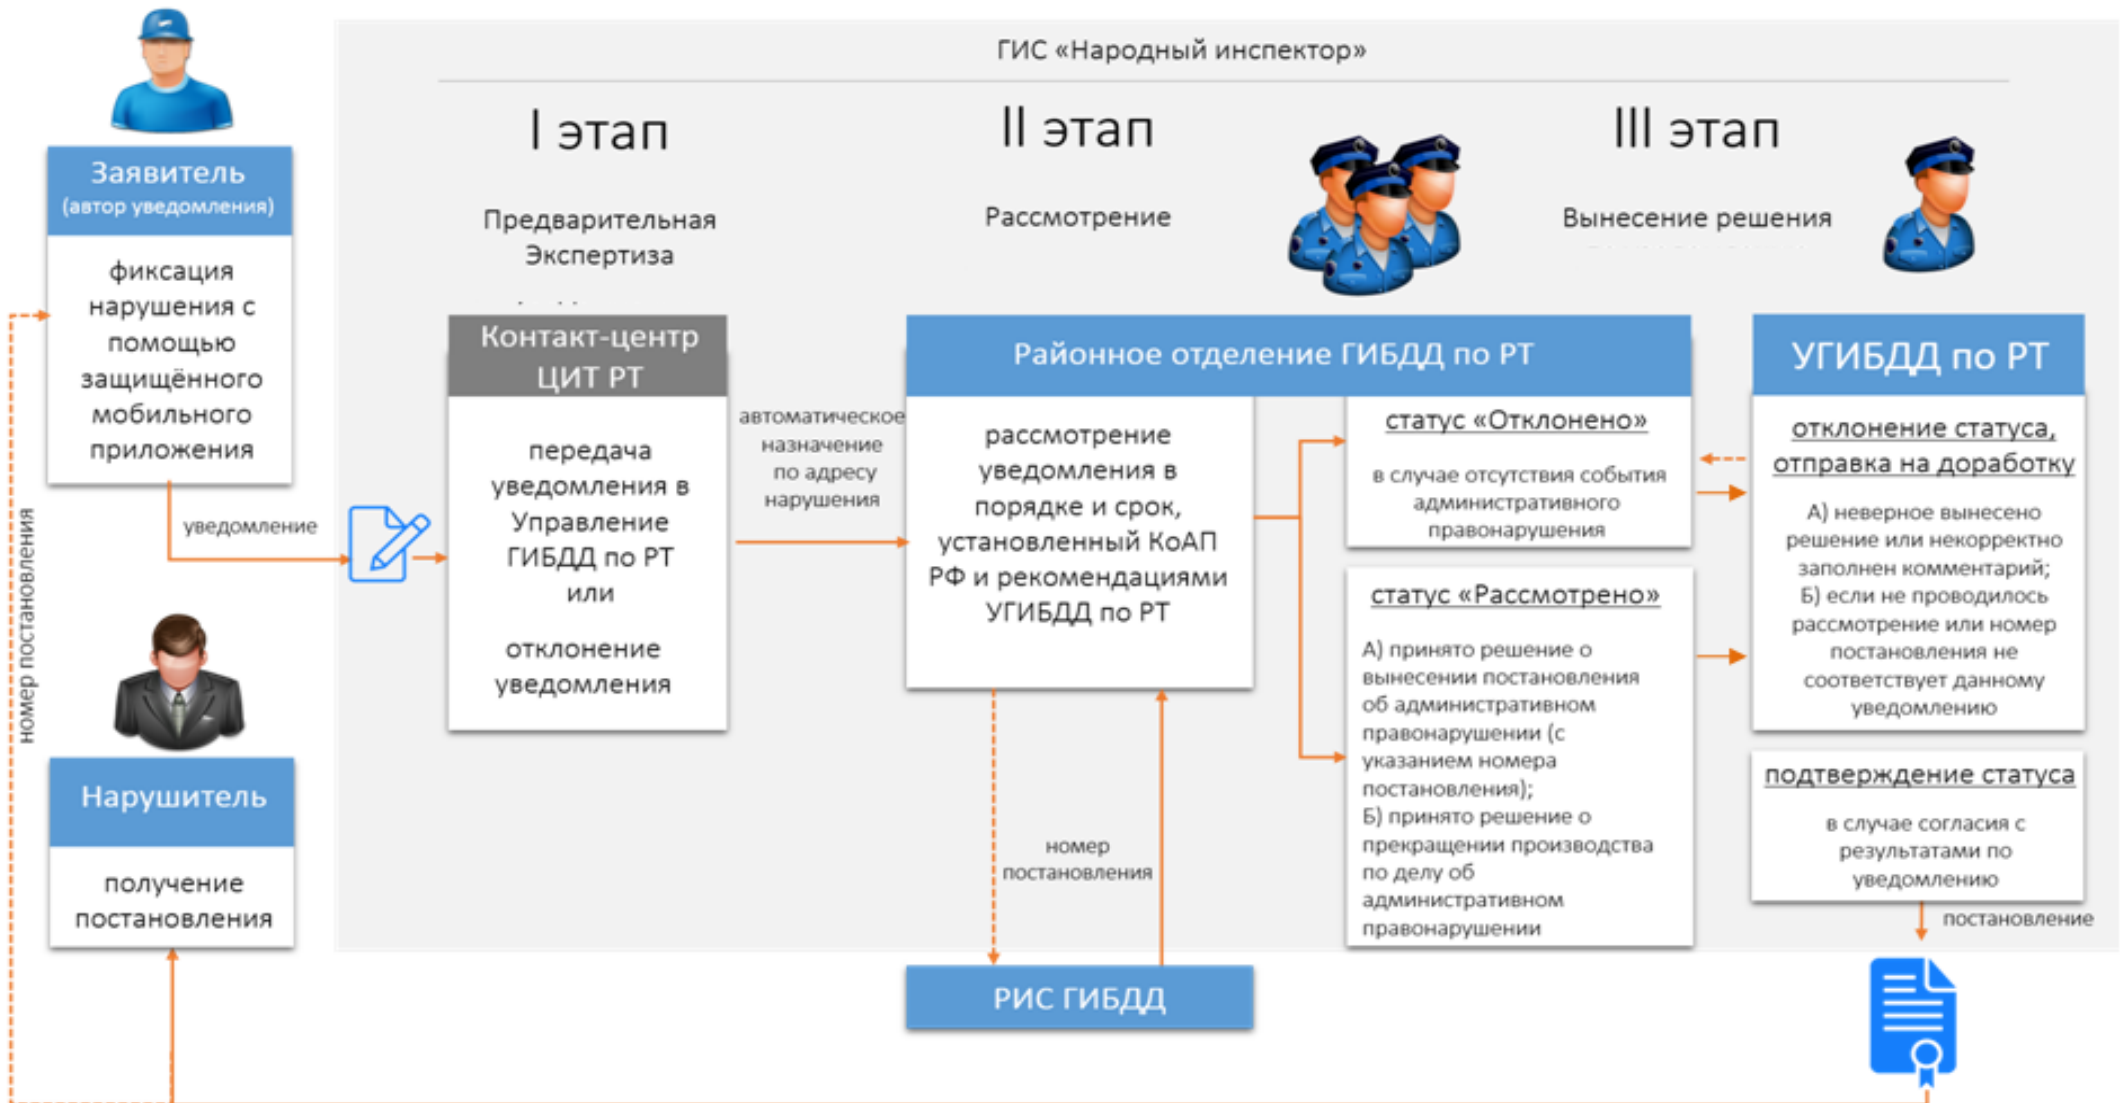 ГИС «Народный инспектор»
I этап
Предварительная
Экспертиза
II этап
Рассмотрение
III этап
Вынесение решения
Заявитель
(автор уведомления)
фиксация
нарушения с
помощью
защищённого
мобильного
приложения
уведомление
номер постановления
Нарушитель
получение
постановления
Контакт-центр
ЦИТ РТ
передача
уведомления в
Управление
ГИБДД по РТ
или
отклонение
уведомления
автоматическое
назначение
по адресу
нарушения
Районное отделение ГИБДД по РТ
рассмотрение
уведомления в
порядке и срок,
установленный КоАП
РФ и рекомендациями
УГИБДД по РТ
статус «Отклонено»
в случае отсутствия события
административного
правонарушения
статус «Рассмотрено»
А) принято решение о
вынесении постановления
об административном
правонарушении (с
указанием номера
постановления);
Б) принято решение о
прекращении производства
по делу об
административном
правонарушении
номер
постановления
РИС ГИБДД
УГИБДД по РТ
отклонение статуса,
отправка на доработку
А) неверное вынесено
решение или некорректно
заполнен комментарий;
Б) если не проводилось
рассмотрение или номер
постановления не
соответствует данному
уведомлению
подтверждение статуса
в случае согласия с
результатами по
уведомлению
постановление